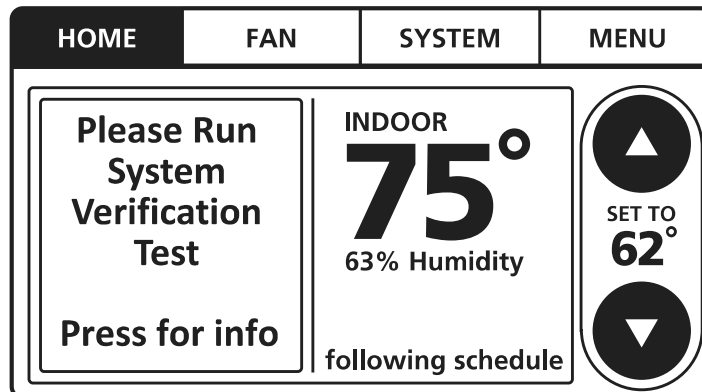 HOME FAN SYSTEM MENU
Please Run
System
Verification
Test
Press for info
INDOOR
75°
63% Humidity
following schedule
SET TO
62°